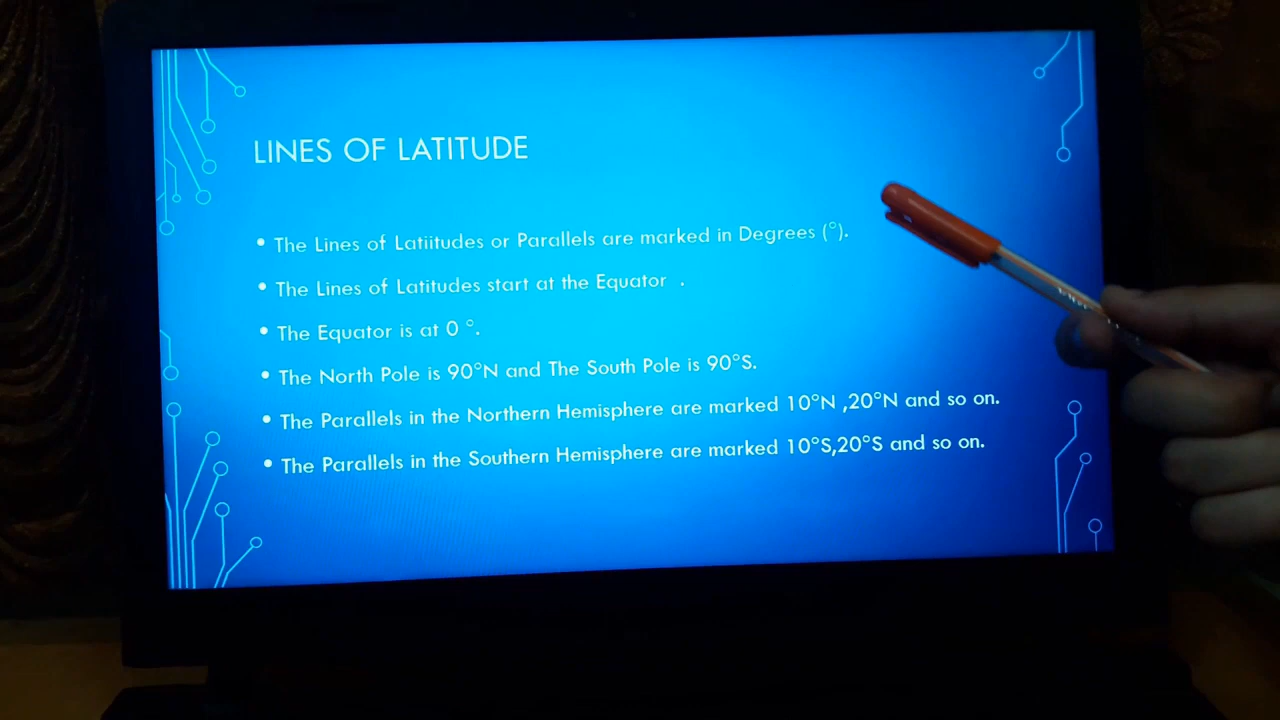 LINES OF LATITUDE
• The Lines of Latiitudes or Parallels are marked in Degrees (°).
• The Lines of Latitudes start at the Equator .
• The Equator is at 0 °.
• The North Pole is 90°N and The South Pole is 90°S.
• The Parallels in the Northern Hemisphere are marked 10°N ,20°N and so on.
• The Parallels in the Southern Hemisphere are marked 10°S,20°S and so on.